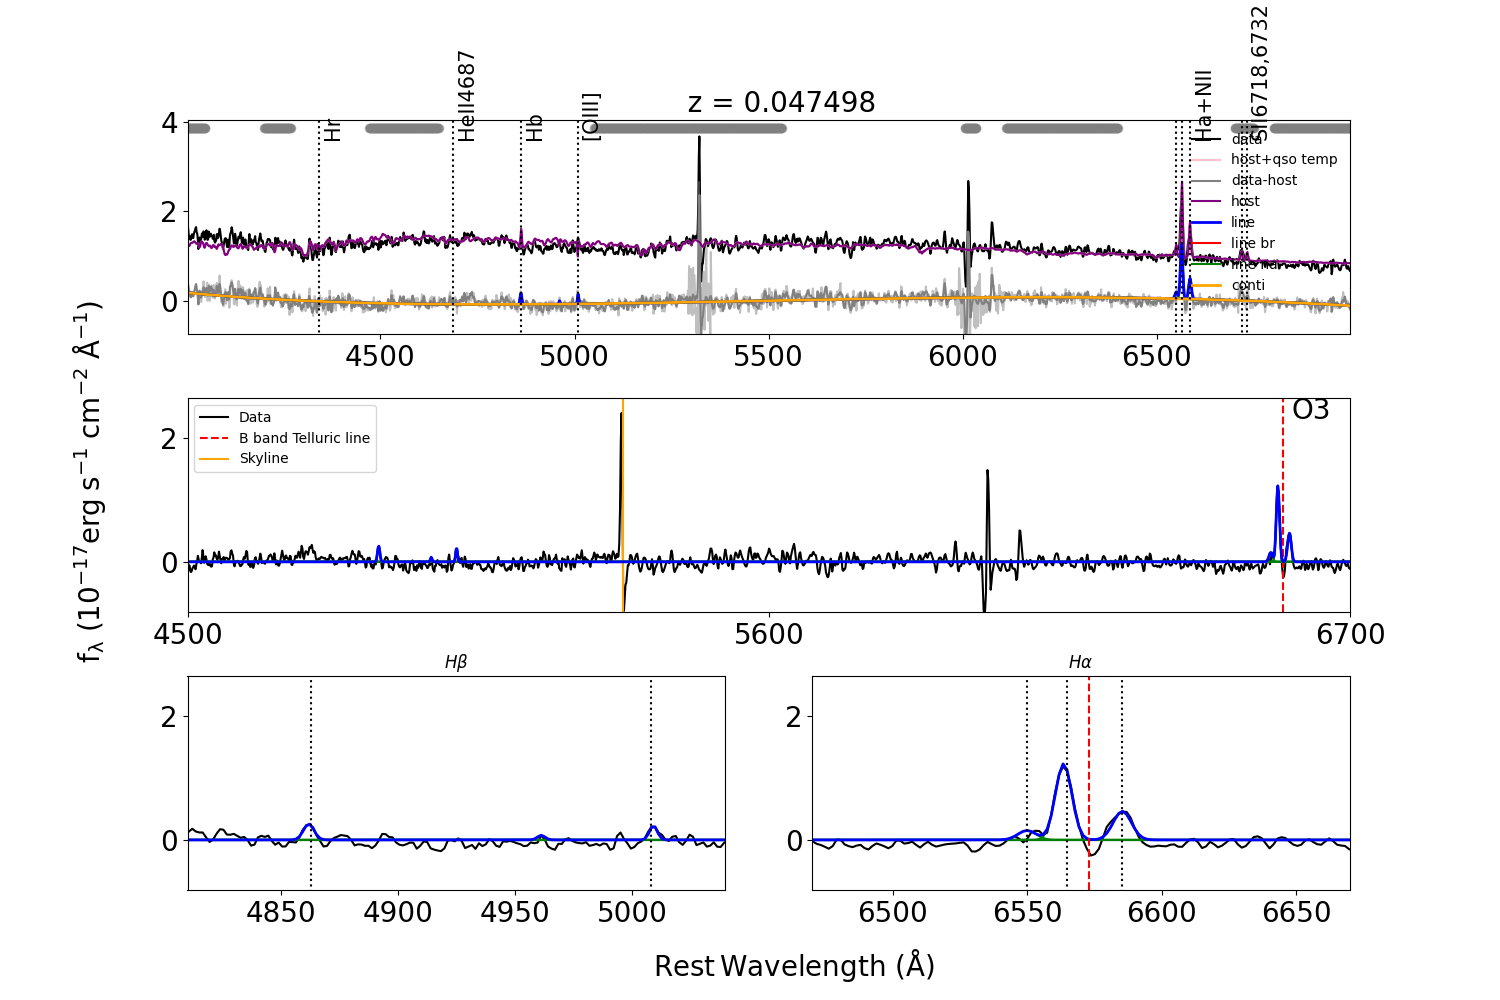 z = 0.047498
Hr
HeII4687
Hb
[OIII]
Ha+NII
SII6718,6732
4
2
0
data
host+qso temp
data-host
host
line
line br
conti
4500
5000
5500
6000
6500
f_λ (10^−17 erg s^−1 cm^−2 Å^−1)
Data
B band Telluric line
Skyline
O3
2
0
4500
5600
6700
Hβ
2
0
4850
4900
4950
5000
Hα
2
0
6500
6550
6600
6650
Rest Wavelength (Å)